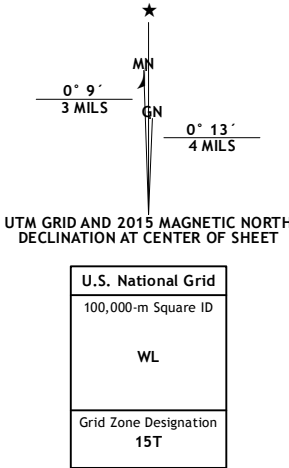 ★
MN
0° 9´
3 MILS
GN
0° 13´
4 MILS
UTM GRID AND 2015 MAGNETIC NORTH
DECLINATION AT CENTER OF SHEET
U.S. National Grid
100,000-m Square ID
WL
Grid Zone Designation
15T